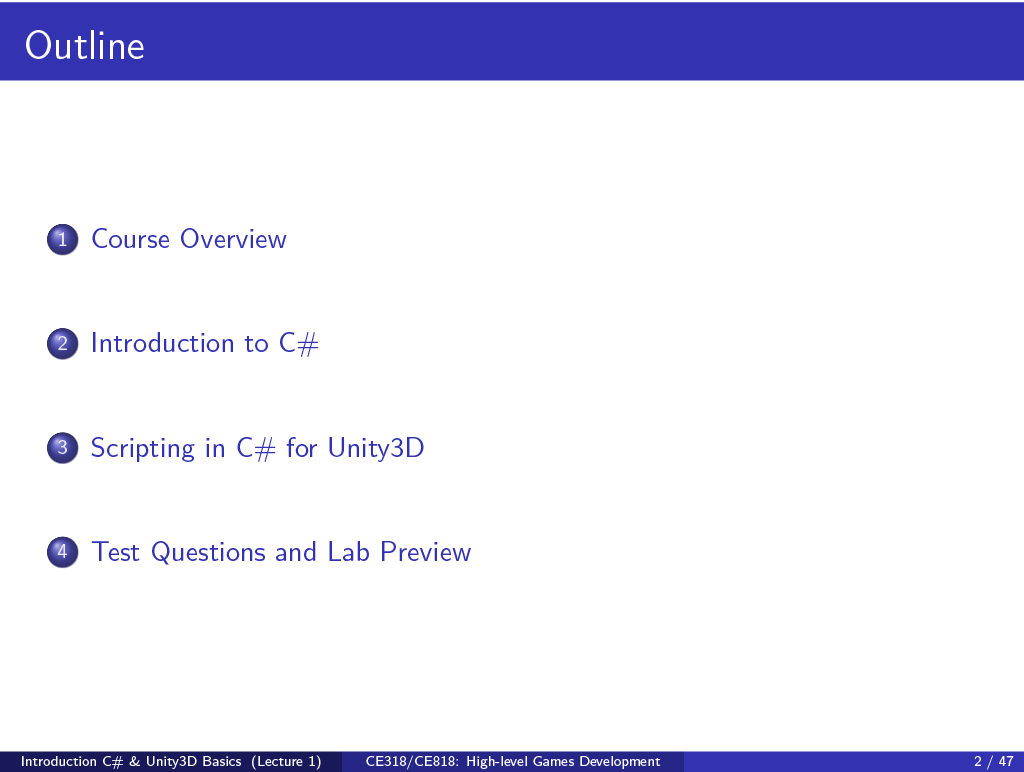 Outline
1 Course Overview
2 Introduction to C#
3 Scripting in C# for Unity3D
4 Test Questions and Lab Preview
Introduction C# & Unity3D Basics (Lecture 1) CE318/CE818: High-level Games Development 2 / 47